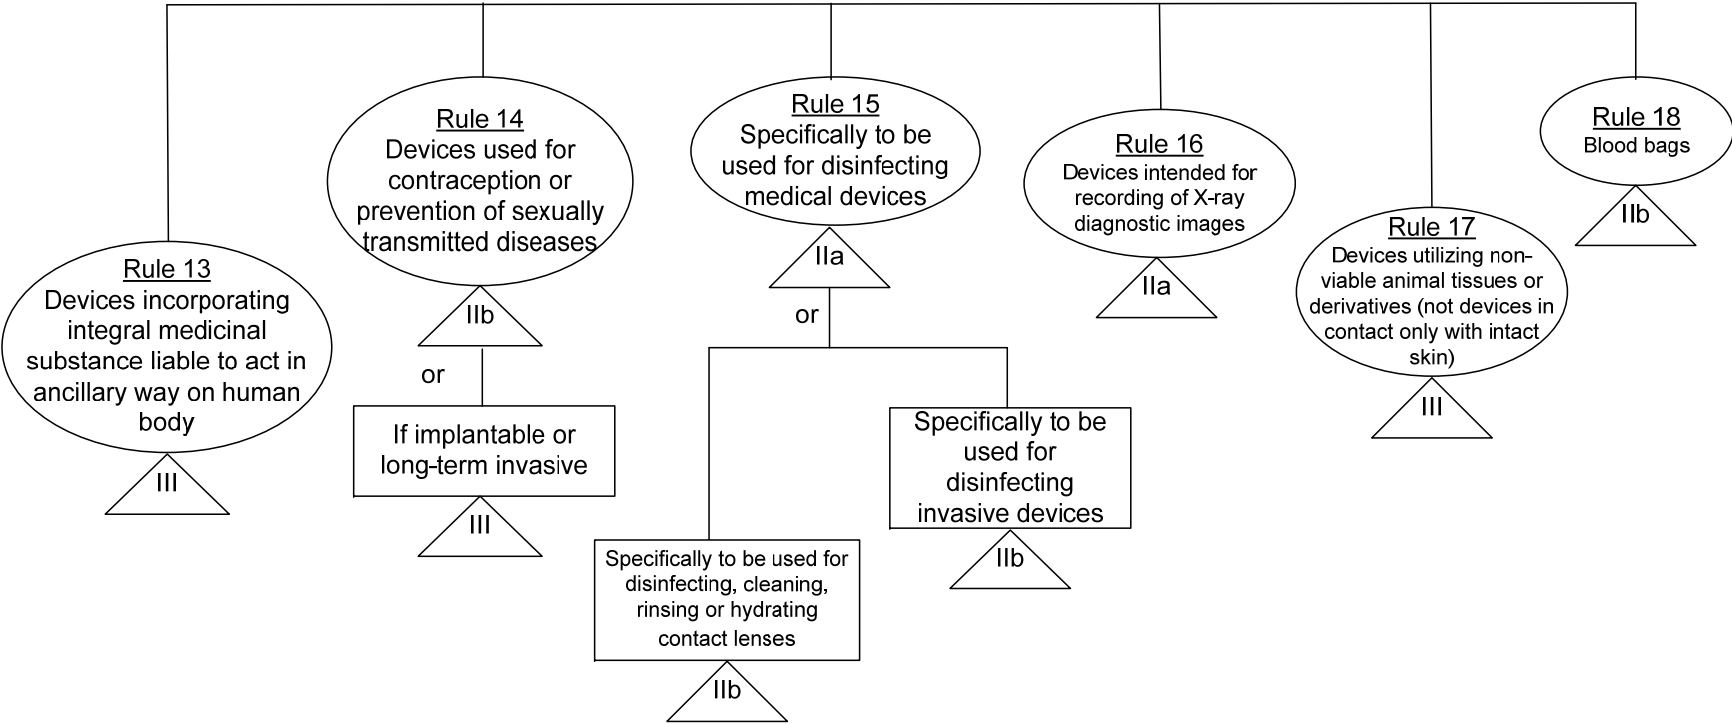 Rule 13
Devices incorporating
integral medicinal
substance liable to act in
ancillary way on human
body
III
Rule 14
Devices used for
contraception or
prevention of sexually
transmitted diseases
IIb
or
If implantable or
long-term invasive
III
Rule 15
Specifically to be
used for disinfecting
medical devices
IIa
or
Specifically to be used for
disinfecting, cleaning,
rinsing or hydrating
contact lenses
IIb
Specifically to be
used for
disinfecting
invasive devices
IIb
Rule 16
Devices intended for
recording of X-ray
diagnostic images
IIa
Rule 17
Devices utilizing non-
viable animal tissues or
derivatives (not devices in
contact only with intact
skin)
III
Rule 18
Blood bags
IIb